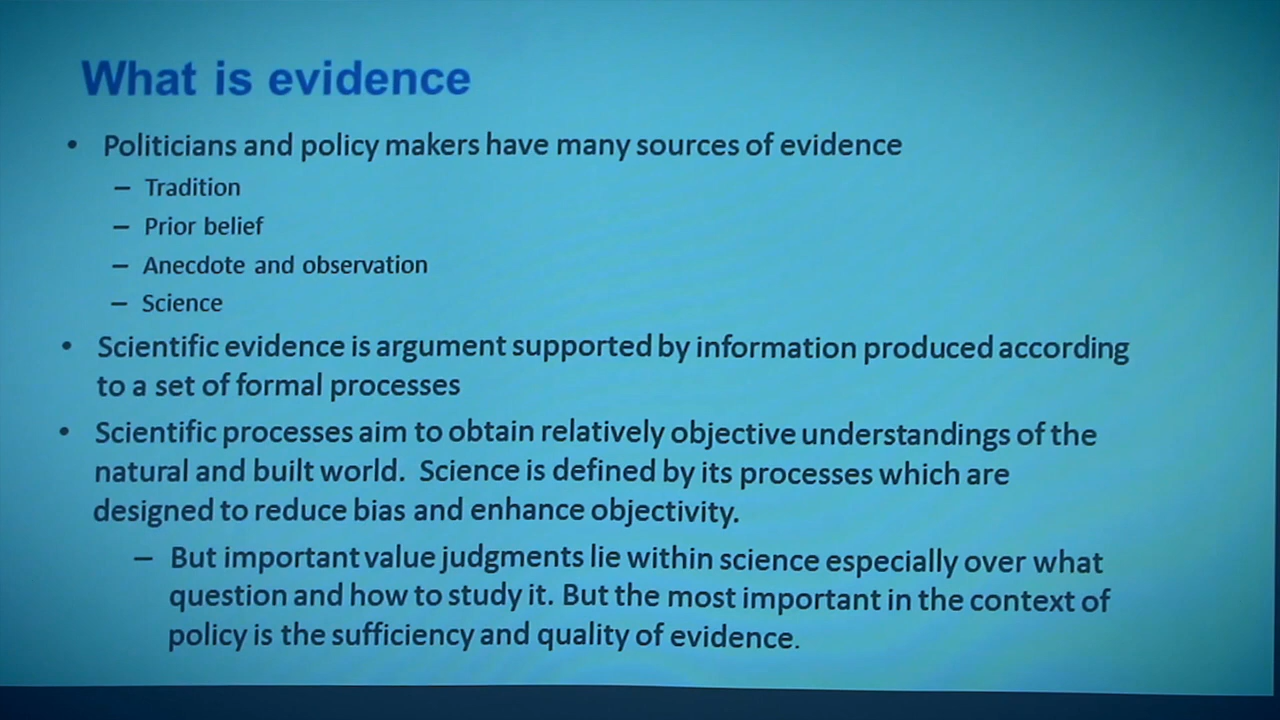 What is evidence
• Politicians and policy makers have many sources of evidence
– Tradition
– Prior belief
– Anecdote and observation
– Science
• Scientific evidence is argument supported by information produced according
to a set of formal processes
• Scientific processes aim to obtain relatively objective understandings of the
natural and built world. Science is defined by its processes which are
designed to reduce bias and enhance objectivity.
– But important value judgments lie within science especially over what
question and how to study it. But the most important in the context of
policy is the sufficiency and quality of evidence.